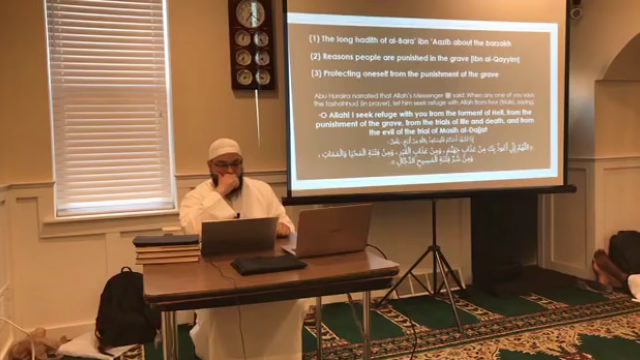 (1) The long hadith of al-Bara' ibn 'Aazib about the barzakh
(2) Reasons people are punished in the grave [ibn al-Qayyim]
(3) Protecting oneself from the punishment of the grave
Abu Huraira narrated that Allah's Messenger ﷺ said: When any one of you says
the tashahhud (in prayer), let him seek refuge with Allah from four (trials), saying,
O Allah! I seek refuge with you from the torment of Hell, from the
punishment of the grave, from the trials of life and death, and from
the evil of the trial of Masih al-Dajjal
اللَّهُمَّ إِنِّي أَعُوذُ بِكَ مِنْ عَذَابِ جَهَنَّمَ ، وَمِنْ عَذَابِ الْقَبْرِ ، وَمِنْ فِتْنَةِ الْمَحْيَا وَالْمَمَاتِ ،
وَمِنْ شَرِّ فِتْنَةِ الْمَسِيحِ الدَّجَّالِ